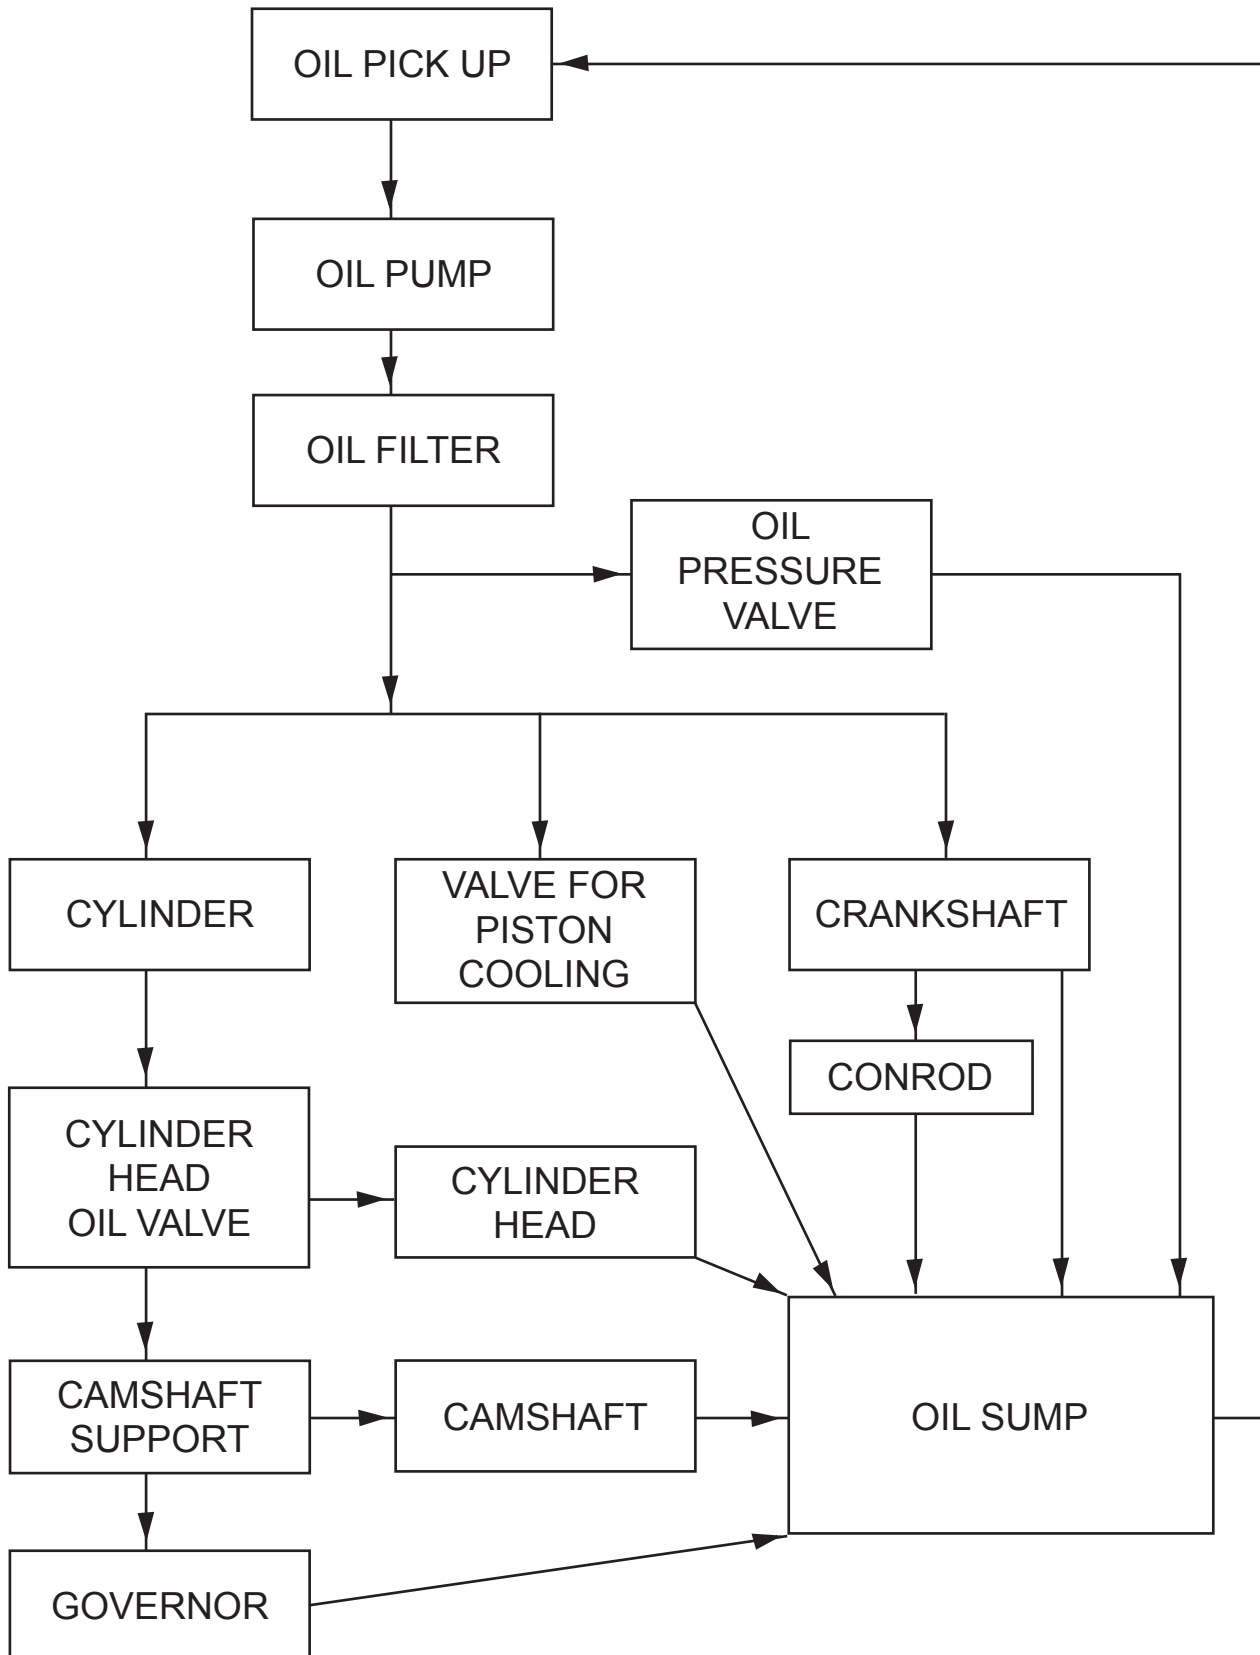 OIL PICK UP
OIL PUMP
OIL FILTER
OIL
PRESSURE
VALVE
CYLINDER
VALVE FOR
PISTON
COOLING
CRANKSHAFT
CONROD
CYLINDER
HEAD
OIL VALVE
CYLINDER
HEAD
CAMSHAFT
SUPPORT
CAMSHAFT
OIL SUMP
GOVERNOR